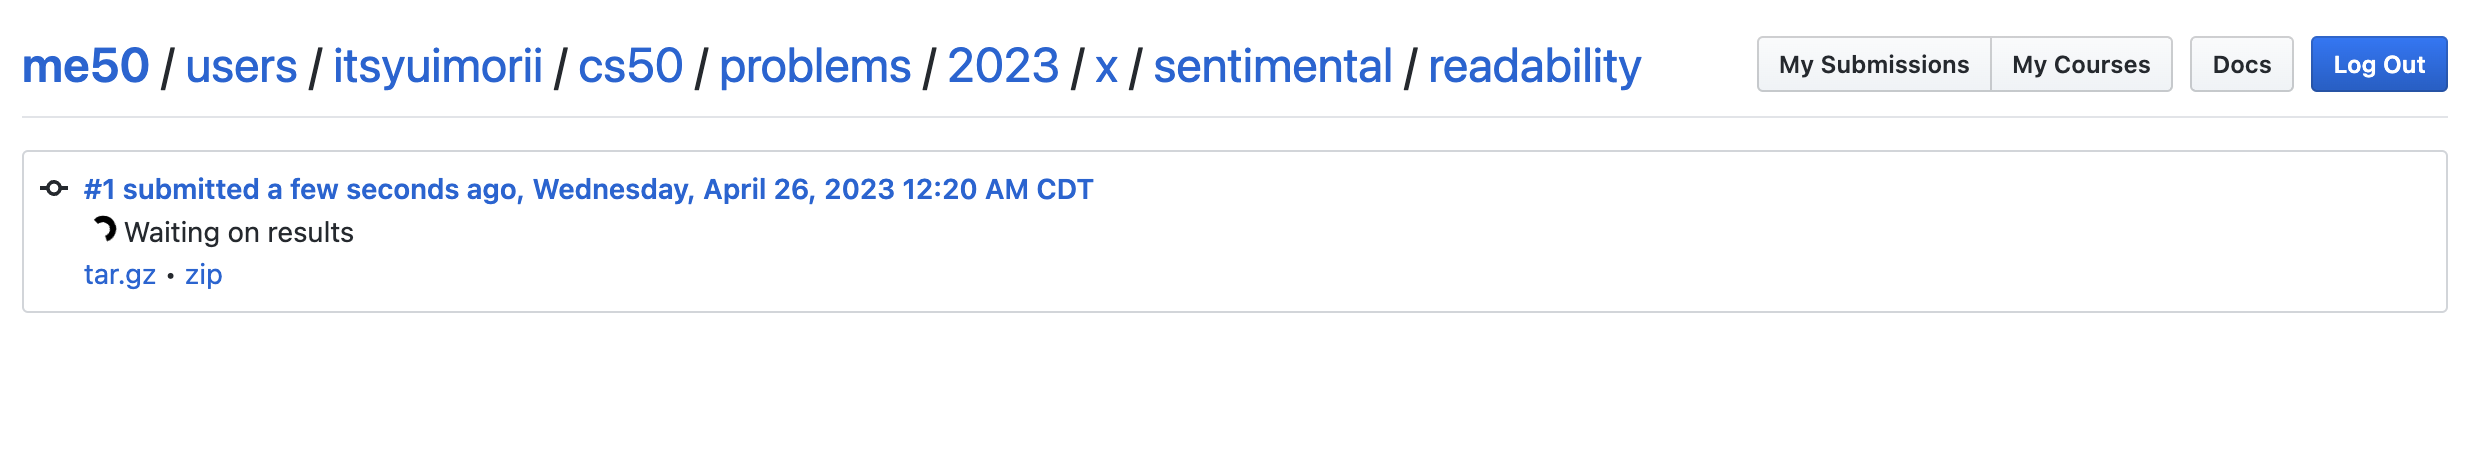 me50 / users / itsyuimorii / cs50 / problems / 2023 / x / sentimental / readability My Submissions My Courses Docs Log Out
#1 submitted a few seconds ago, Wednesday, April 26, 2023 12:20 AM CDT
Waiting on results
tar.gz • zip